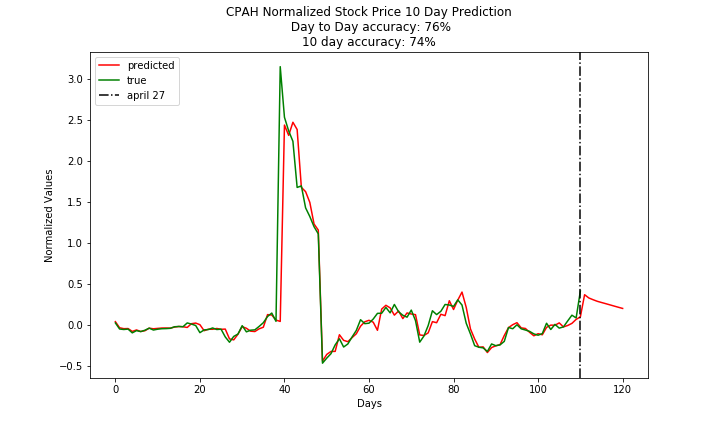 CPAH Normalized Stock Price 10 Day Prediction
Day to Day accuracy: 76%
10 day accuracy: 74%
predicted
true
april 27
Normalized Values
3.0
2.5
2.0
1.5
1.0
0.5
0.0
−0.5
0
20
40
60
80
100
120
Days